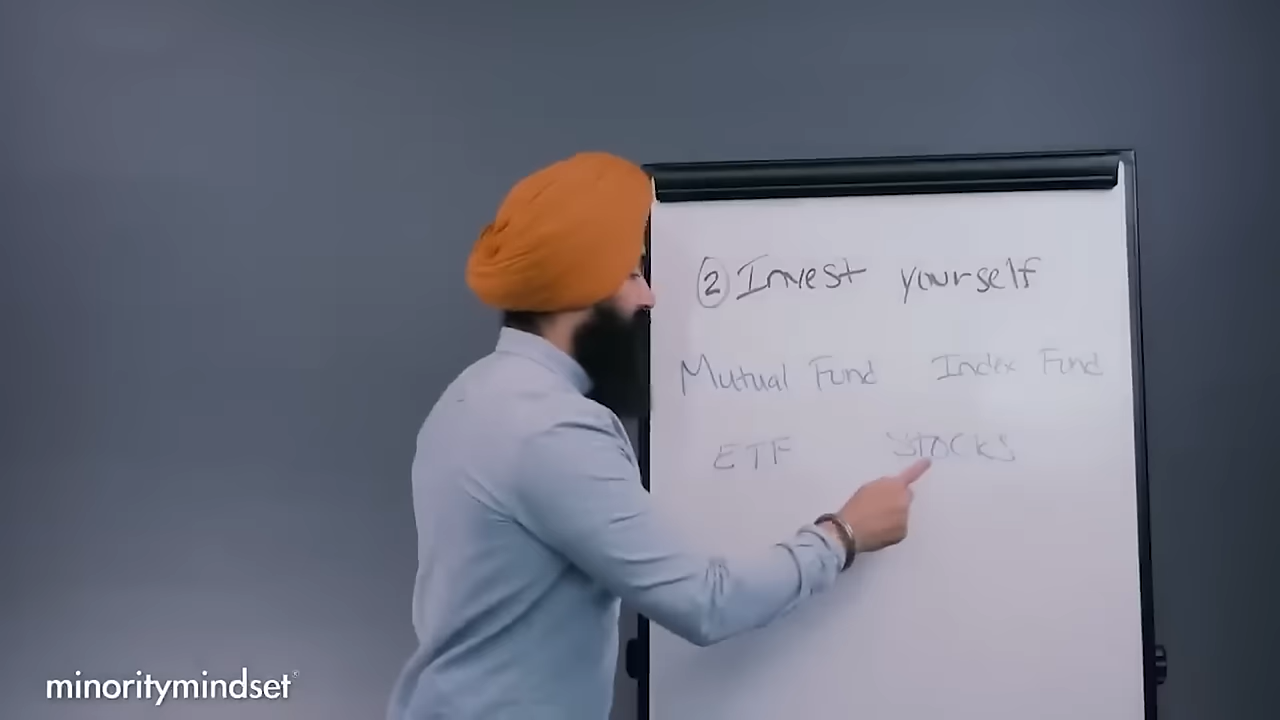 ② Invest yourself
Mutual Fund Index Fund
ETF Stocks
minoritymindset®